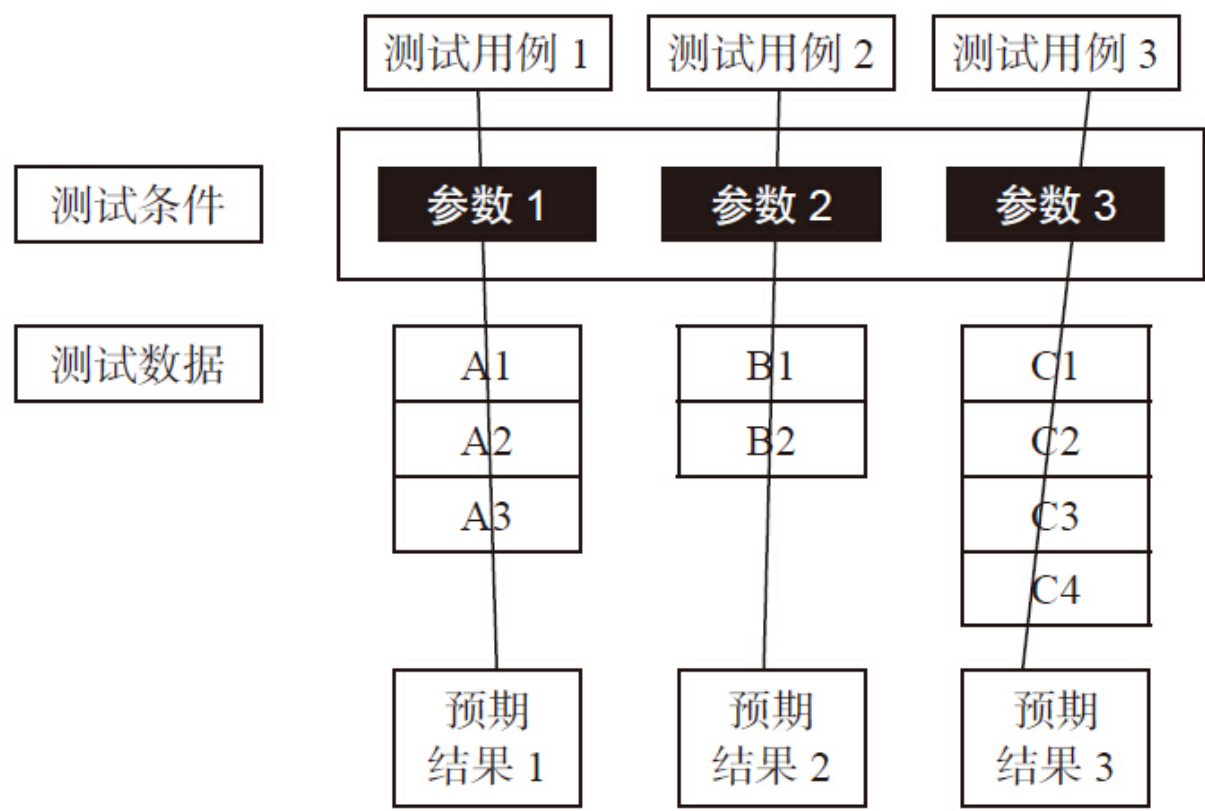 测试用例 1
测试用例 2
测试用例 3
测试条件
参数 1
参数 2
参数 3
测试数据
A1
B1
C1
A2
B2
C2
A3
C3
C4
预期
结果 1
预期
结果 2
预期
结果 3